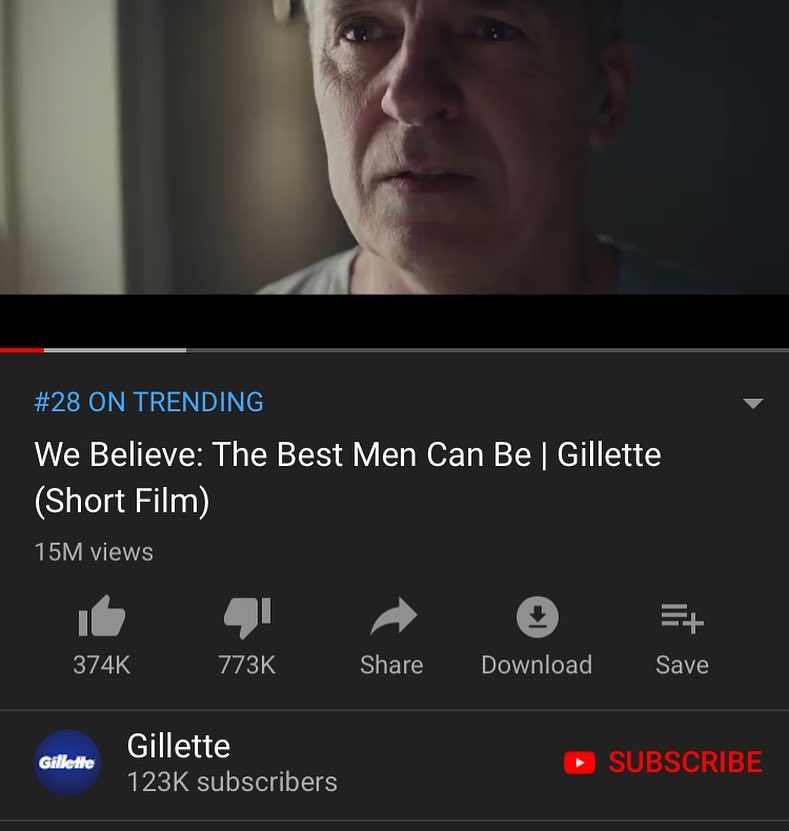 #28 ON TRENDING
We Believe: The Best Men Can Be | Gillette
(Short Film)
15M views
374K 773K Share Download Save
Gillette
Gillette
123K subscribers
SUBSCRIBE